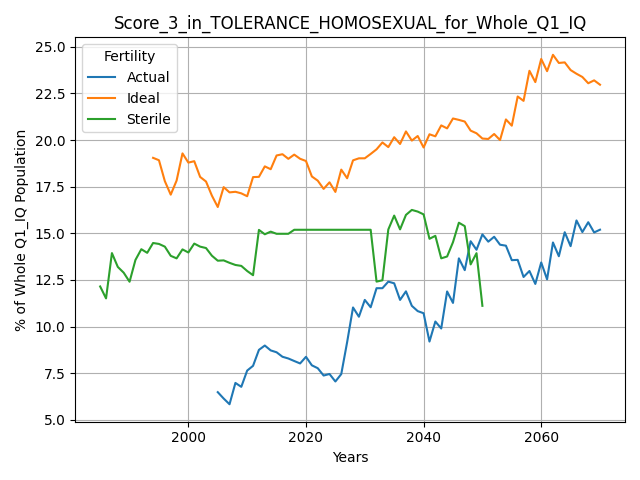 Score_3_in_TOLERANCE_HOMOSEXUAL_for_Whole_Q1_IQ
Fertility
Actual
Ideal
Sterile
% of Whole Q1_IQ Population
25.0
22.5
20.0
17.5
15.0
12.5
10.0
7.5
5.0
2000
2020
2040
2060
Years